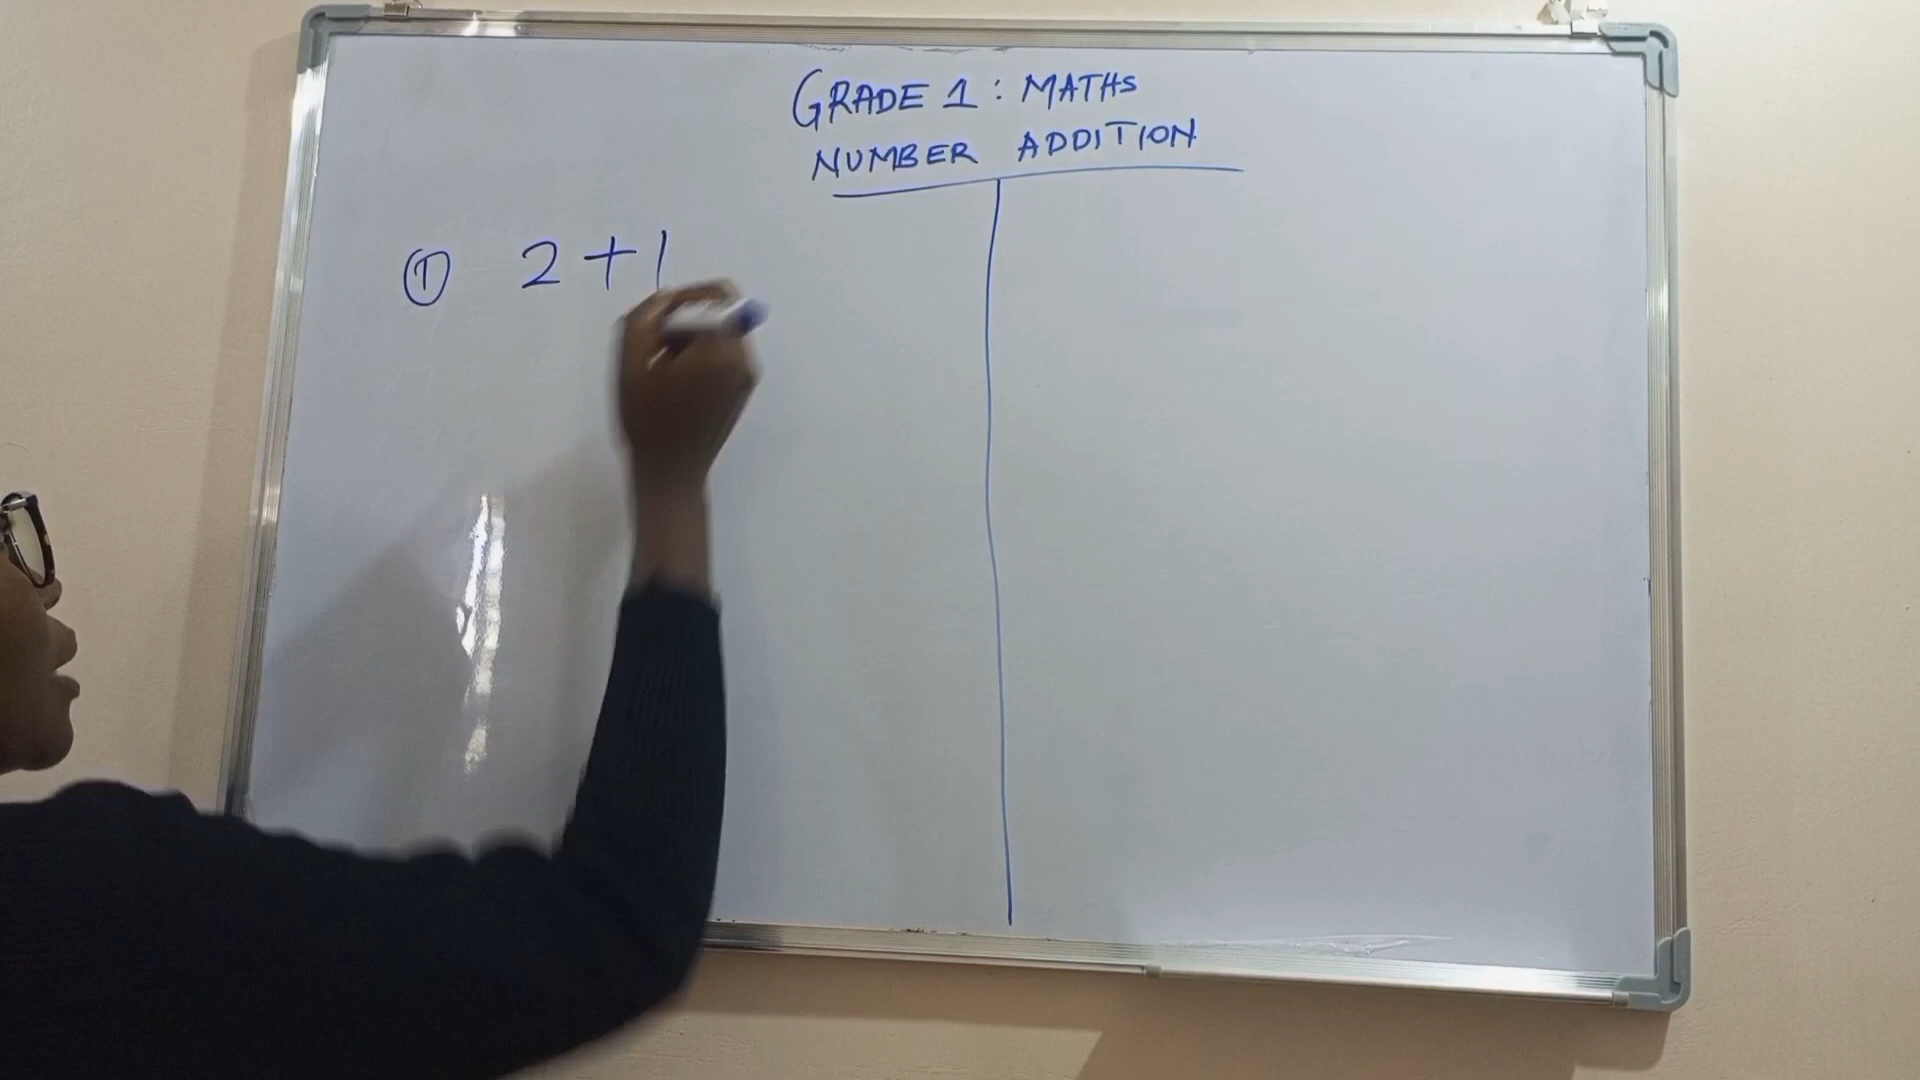 GRADE 1: MATHS
NUMBER ADDITION
① 2+1